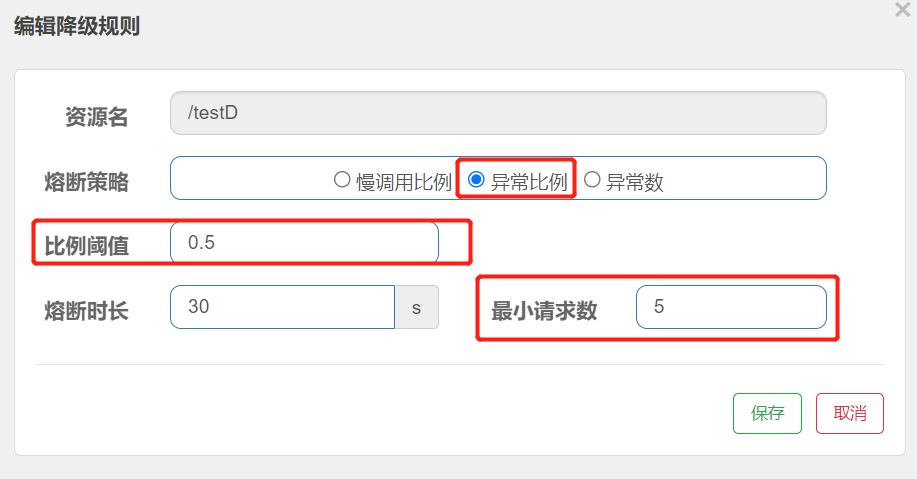 编辑降级规则
×
资源名 /testD
熔断策略 慢调用比例 异常比例 异常数
比例阈值 0.5
熔断时长 30 s 最小请求数 5
保存 取消